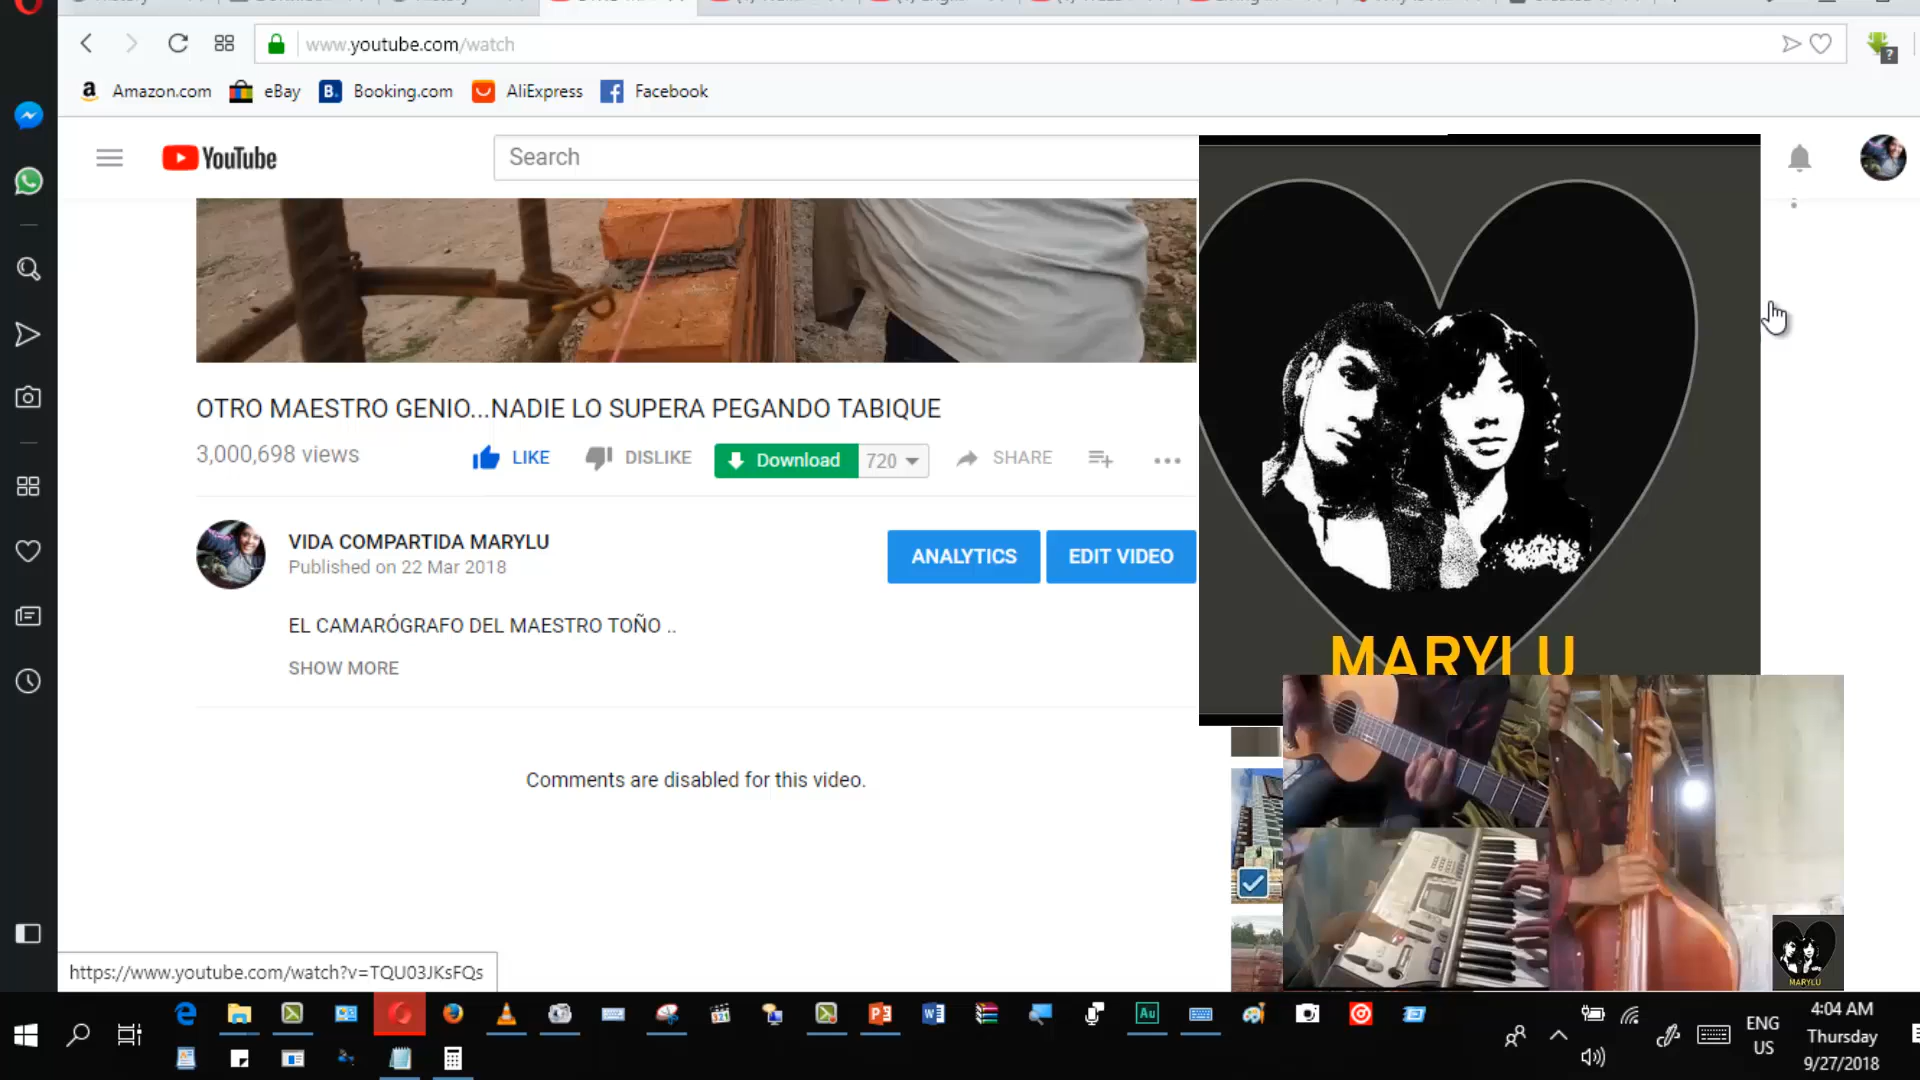 www.youtube.com/watch
Amazon.com eBay Booking.com AliExpress Facebook
YouTube
Search
OTRO MAESTRO GENIO...NADIE LO SUPERA PEGANDO TABIQUE
3,000,698 views
LIKE DISLIKE Download 720 SHARE
VIDA COMPARTIDA MARYLU
Published on 22 Mar 2018
ANALYTICS EDIT VIDEO
EL CAMARÓGRAFO DEL MAESTRO TOÑO ..
SHOW MORE
Comments are disabled for this video.
MARYLU
MARYLU
https://www.youtube.com/watch?v=TQU03JKsFQs
Au
ENG
US
4:04 AM
Thursday
9/27/2018